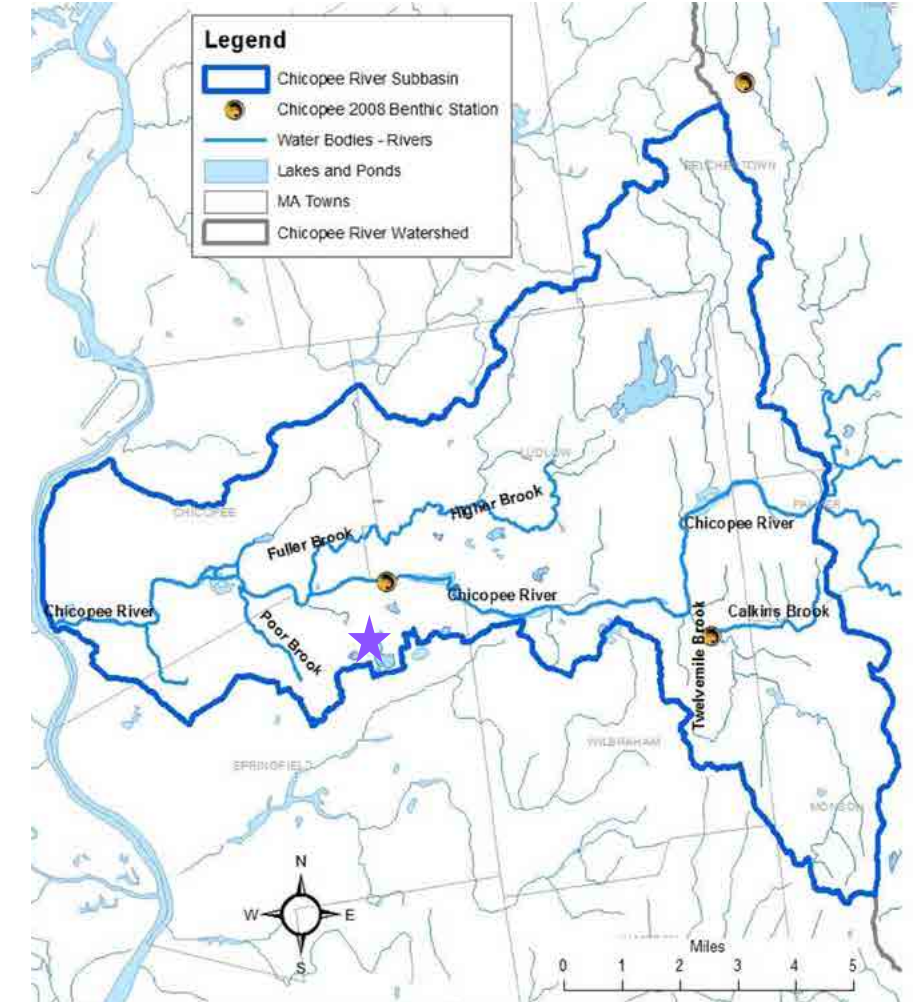 Legend
Chicopee River Subbasin
Chicopee 2008 Benthic Station
Water Bodies - Rivers
Lakes and Ponds
MA Towns
Chicopee River Watershed
BELCHERTOWN
LUDLOW
Higher Brook
PALMER
CHICOPEE
Chicopee River
Fuller Brook
Chicopee River
Chicopee River
Calkins Brook
Poor Brook
Twelvemile Brook
WILBRAHAM
SPRINGFIELD
MONSON
N
W
E
S
Miles
0 1 2 3 4 5